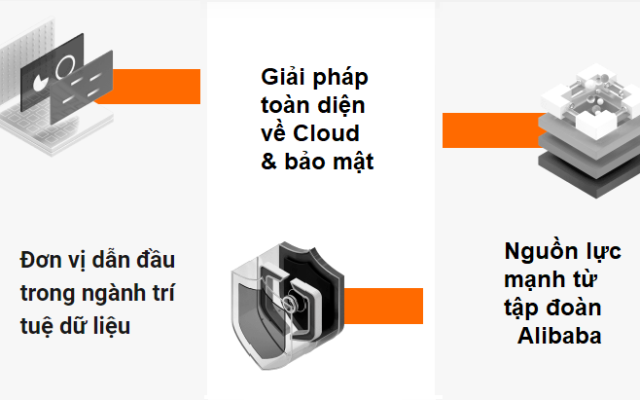 Đơn vị dẫn đầu
trong ngành trí
tuệ dữ liệu
Giải pháp
toàn diện
về Cloud
& bảo mật
Nguồn lực
mạnh từ
tập đoàn
Alibaba